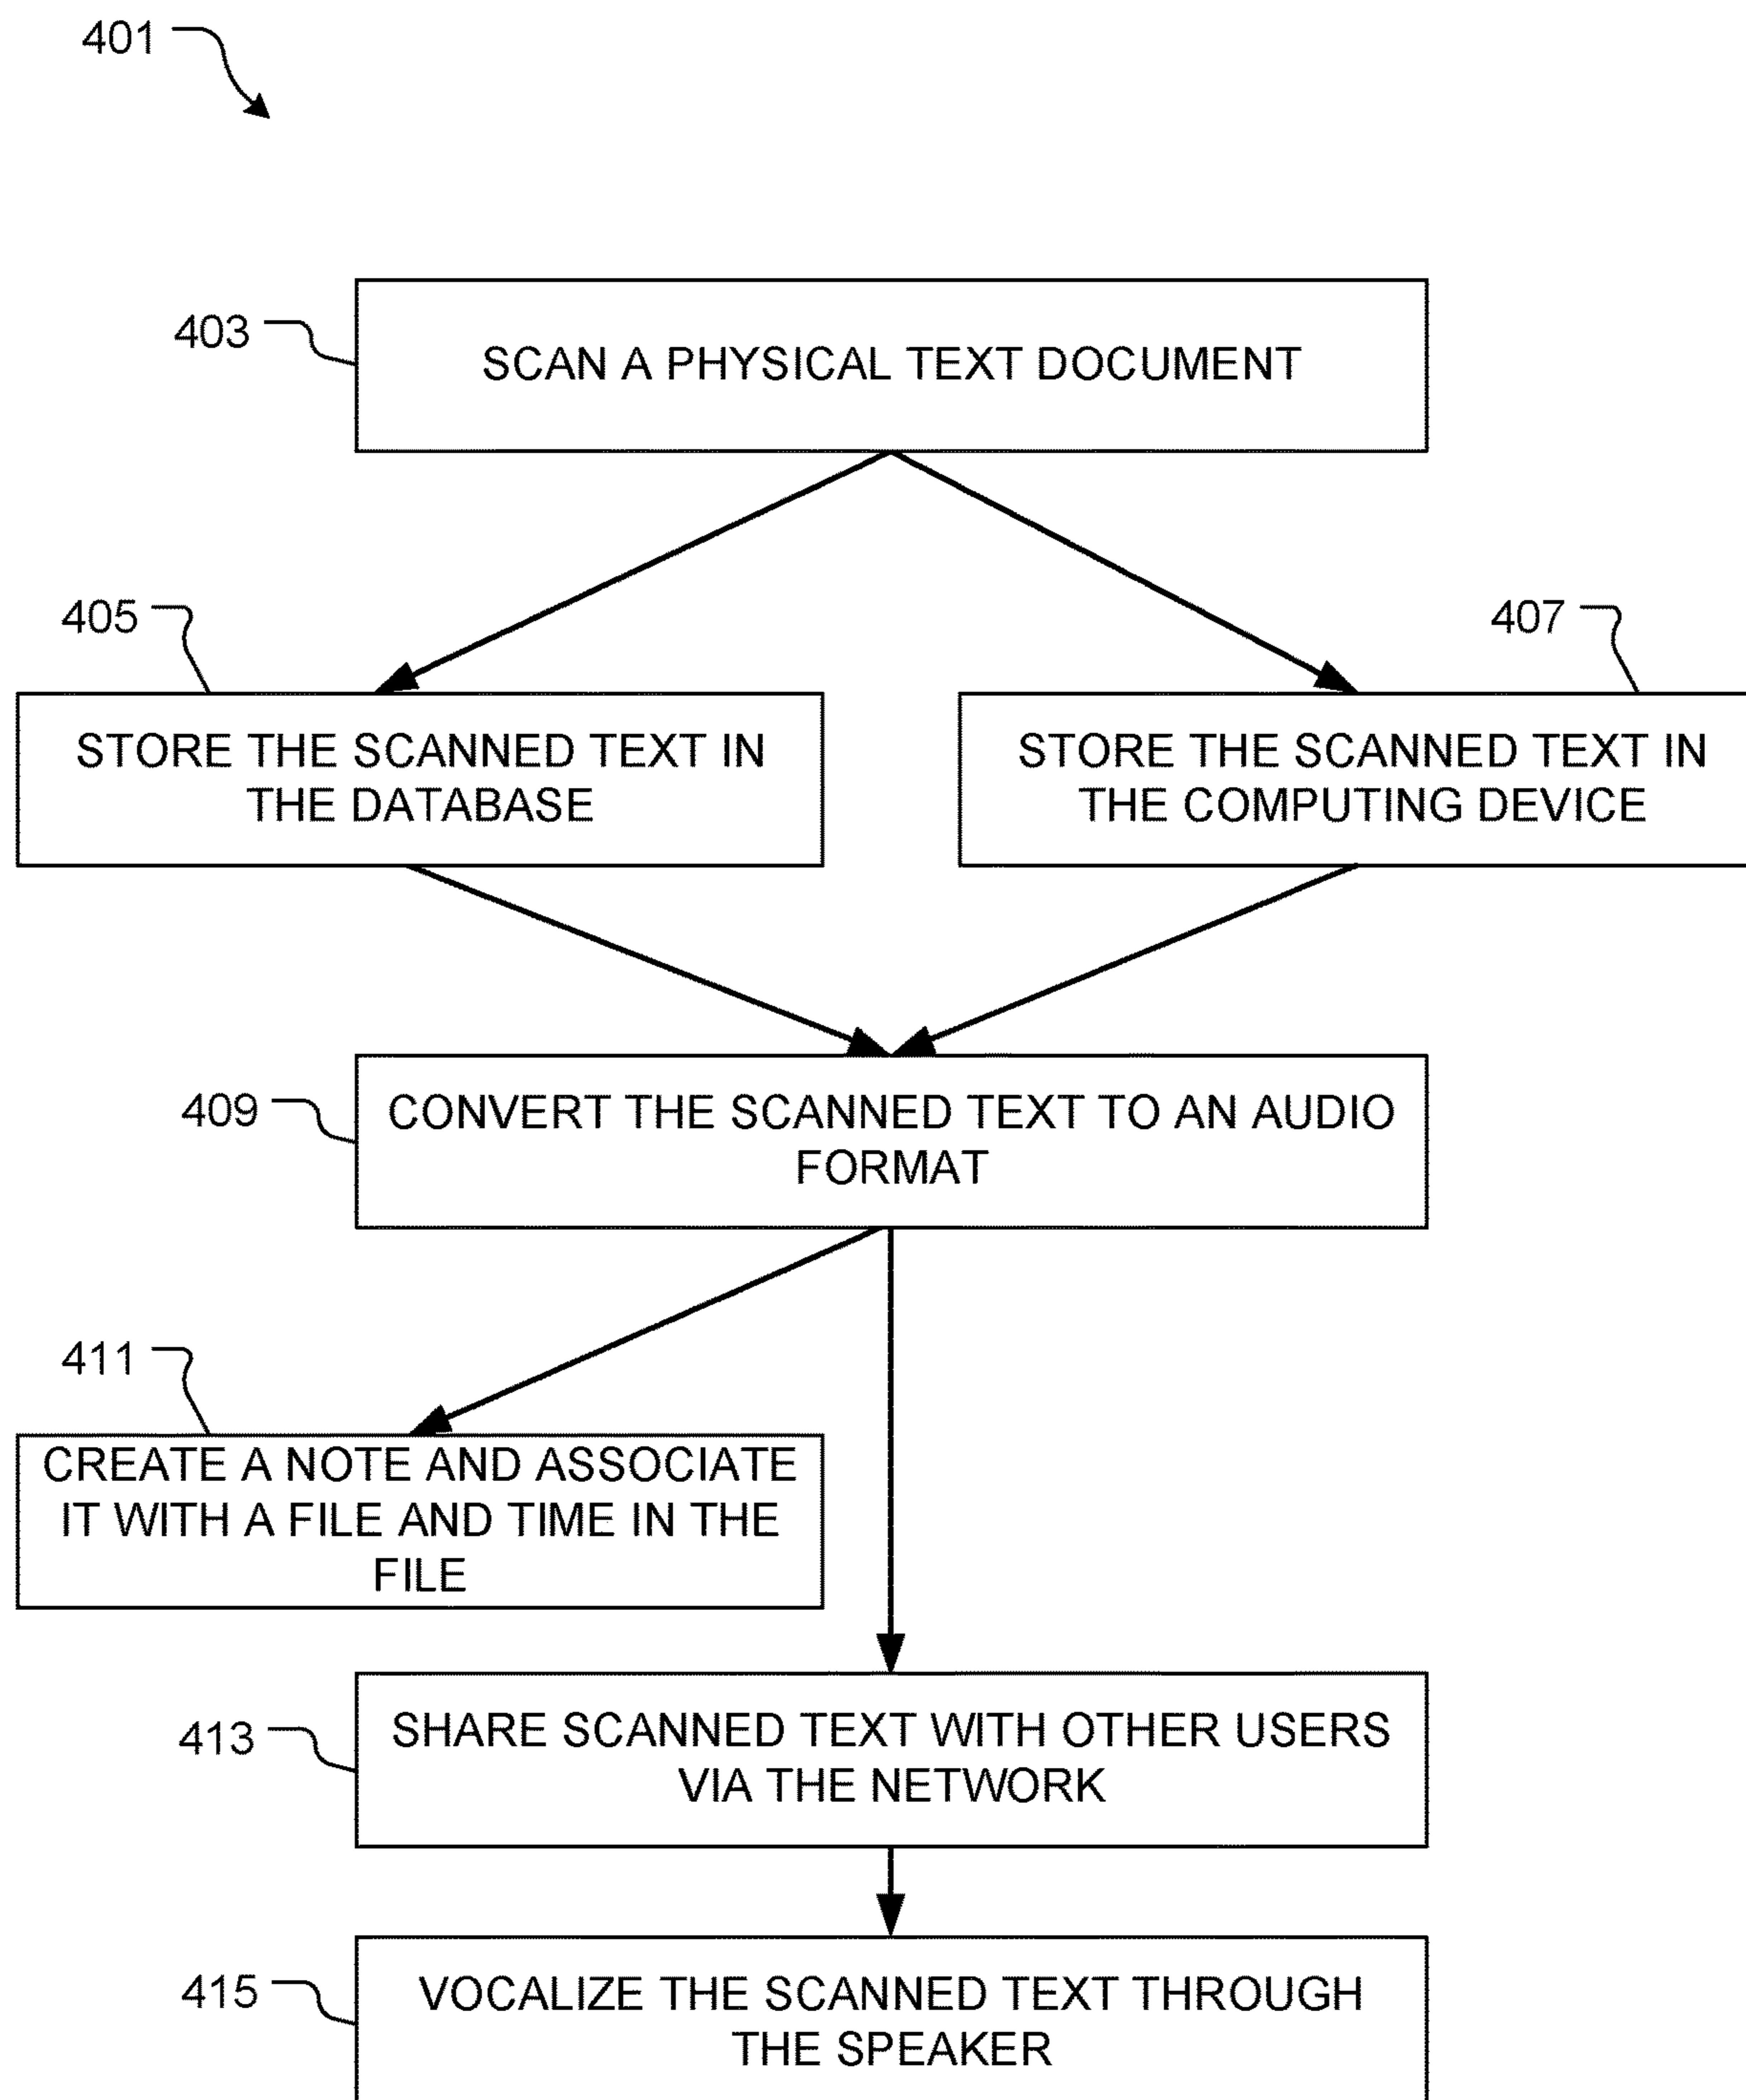 401
403
SCAN A PHYSICAL TEXT DOCUMENT
405
STORE THE SCANNED TEXT IN
THE DATABASE
407
STORE THE SCANNED TEXT IN
THE COMPUTING DEVICE
409
CONVERT THE SCANNED TEXT TO AN AUDIO
FORMAT
411
CREATE A NOTE AND ASSOCIATE
IT WITH A FILE AND TIME IN THE
FILE
413
SHARE SCANNED TEXT WITH OTHER USERS
VIA THE NETWORK
415
VOCALIZE THE SCANNED TEXT THROUGH
THE SPEAKER